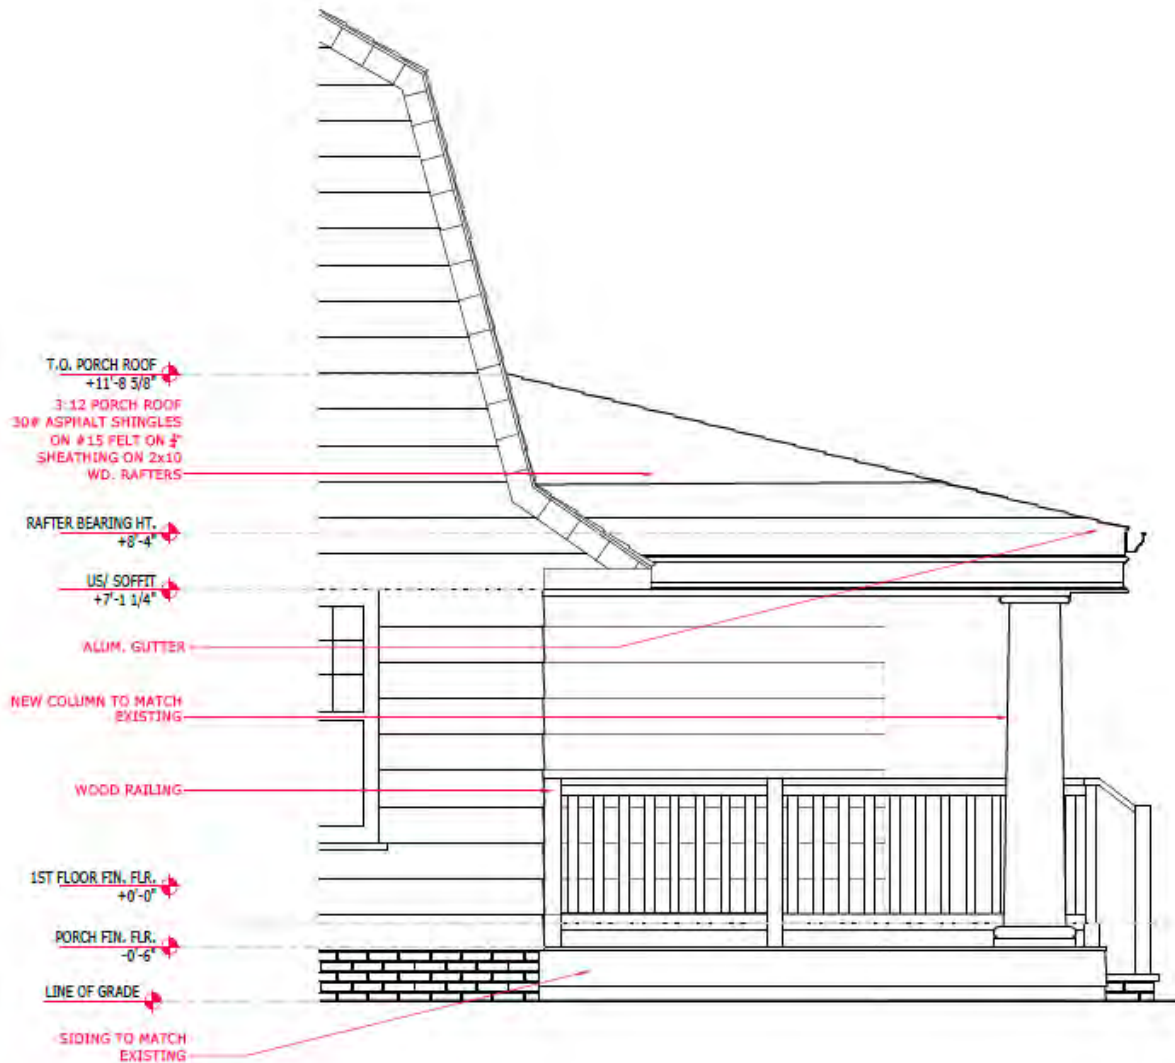 T.O. PORCH ROOF
+11'-8 5/8"
3:12 PORCH ROOF
30# ASPHALT SHINGLES
ON #15 FELT ON
SHEATHING ON 2x10
WD. RAFTERS
RAFTER BEARING HT.
+8'-4"
US/ SOFFIT
+7'-1 1/4"
ALUM. GUTTER
NEW COLUMN TO MATCH
EXISTING
WOOD RAILING
1ST FLOOR FIN. FLR.
+0'-0"
PORCH FIN. FLR.
-0'-6"
LINE OF GRADE
SIDING TO MATCH
EXISTING